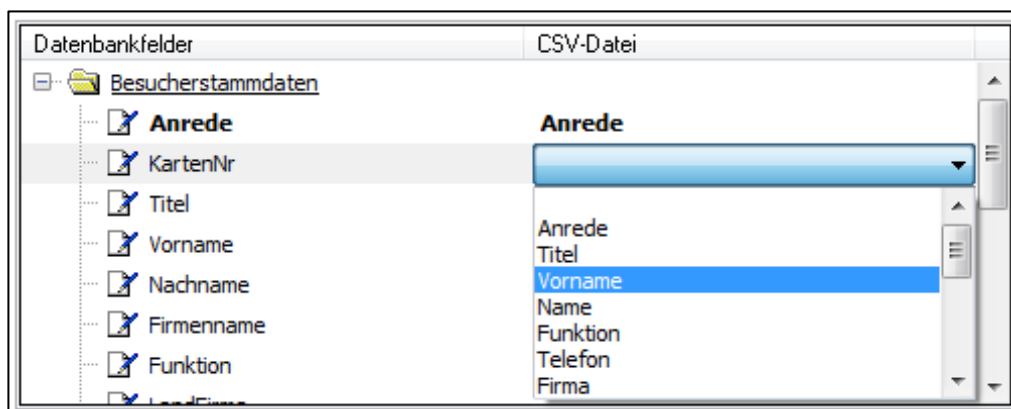 Datenbankfelder CSV-Datei
Besucherstammdaten
Anrede Anrede
KartenNr
Titel
Vorname
Nachname
Firmenname
Funktion
Anrede
Titel
Vorname
Name
Funktion
Telefon
Firma